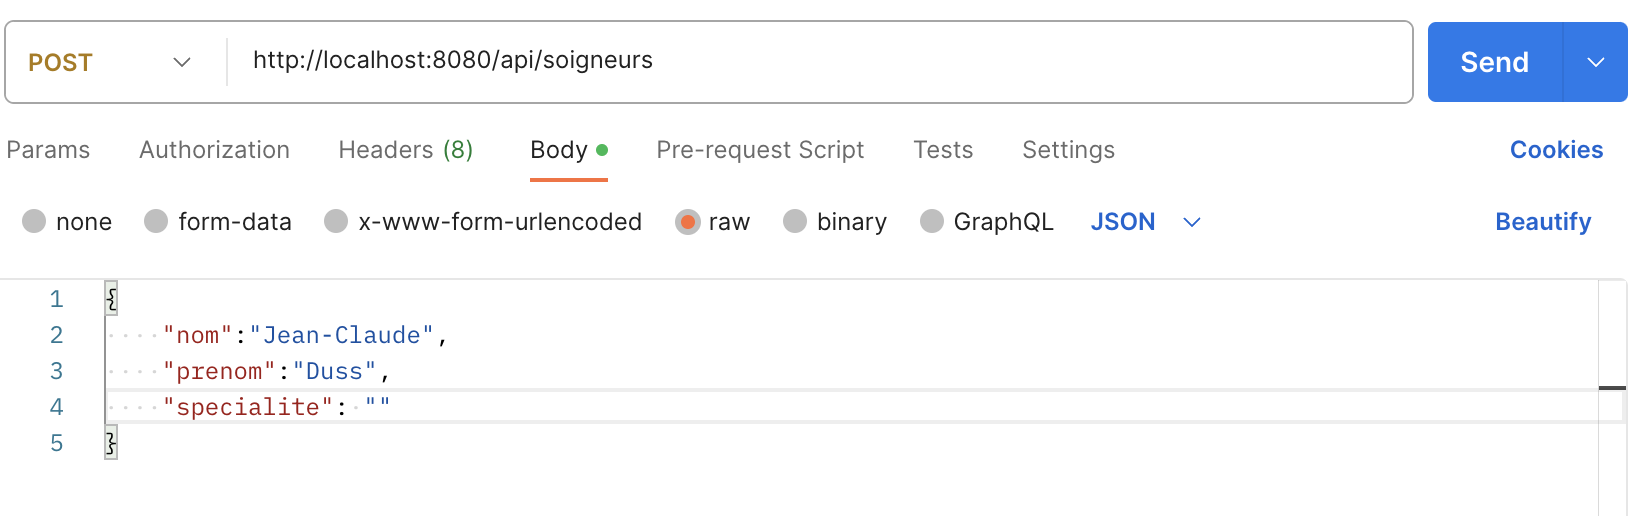 POST http://localhost:8080/api/soigneurs Send
Params Authorization Headers (8) Body Pre-request Script Tests Settings Cookies
none form-data x-www-form-urlencoded raw binary GraphQL JSON Beautify
1 {
2 "nom":"Jean-Claude",
3 "prenom":"Duss",
4 "specialite": ""
5 }